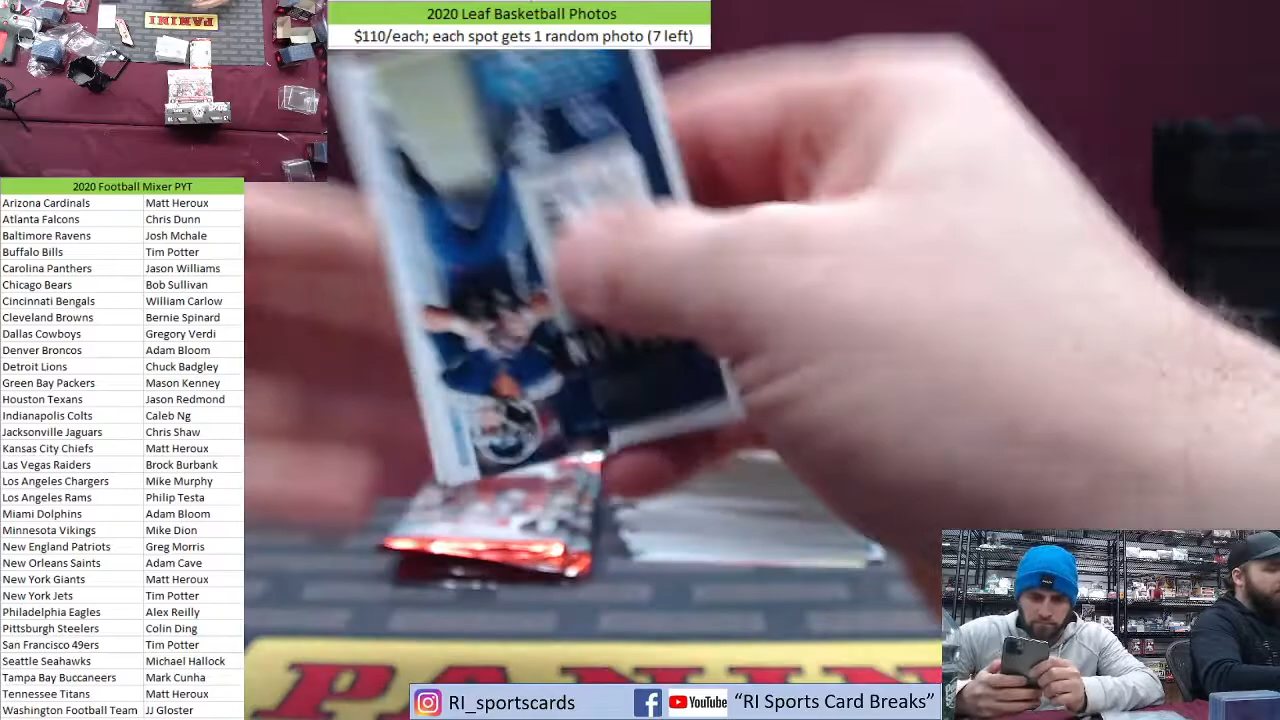 2020 Leaf Basketball Photos
$110/each; each spot gets 1 random photo (7 left)
PANINI
2020 Football Mixer PYT
Arizona Cardinals Matt Heroux
Atlanta Falcons Chris Dunn
Baltimore Ravens Josh Mchale
Buffalo Bills Tim Potter
Carolina Panthers Jason Williams
Chicago Bears Bob Sullivan
Cincinnati Bengals William Carlow
Cleveland Browns Bernie Spinard
Dallas Cowboys Gregory Verdi
Denver Broncos Adam Bloom
Detroit Lions Chuck Badgley
Green Bay Packers Mason Kenney
Houston Texans Jason Redmond
Indianapolis Colts Caleb Ng
Jacksonville Jaguars Chris Shaw
Kansas City Chiefs Matt Heroux
Las Vegas Raiders Brock Burbank
Los Angeles Chargers Mike Murphy
Los Angeles Rams Philip Testa
Miami Dolphins Adam Bloom
Minnesota Vikings Mike Dion
New England Patriots Greg Morris
New Orleans Saints Adam Cave
New York Giants Matt Heroux
New York Jets Tim Potter
Philadelphia Eagles Alex Reilly
Pittsburgh Steelers Colin Ding
San Francisco 49ers Tim Potter
Seattle Seahawks Michael Hallock
Tampa Bay Buccaneers Mark Cunha
Tennessee Titans Matt Heroux
Washington Football Team JJ Gloster
PANINI
RI_sportscards YouTube "RI Sports Card Breaks"